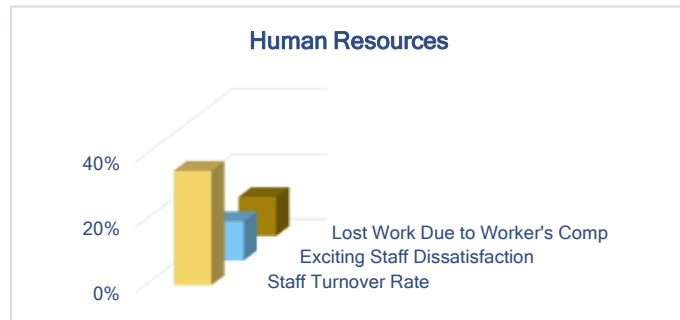 Human Resources
40%
20%
0%
Lost Work Due to Worker's Comp
Exciting Staff Dissatisfaction
Staff Turnover Rate